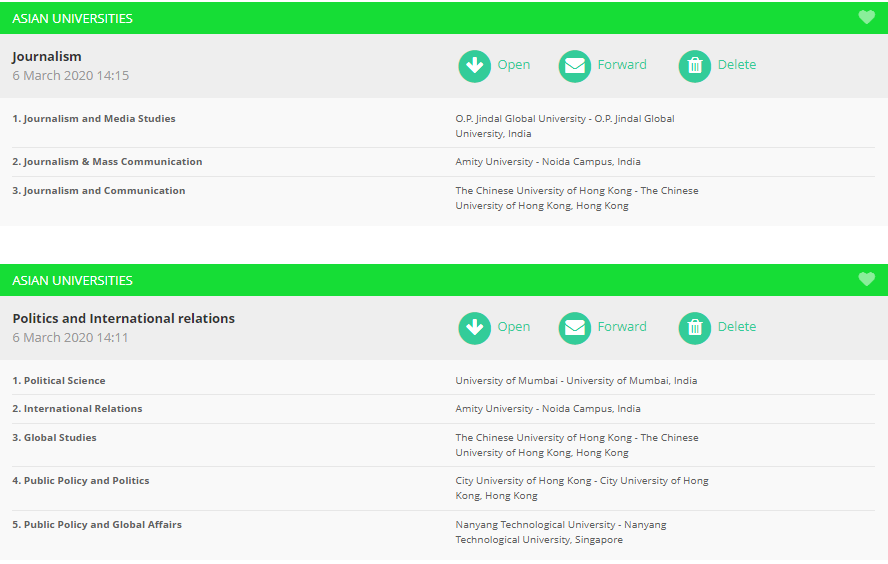 ASIAN UNIVERSITIES
Journalism
6 March 2020 14:15
Open
Forward
Delete
1. Journalism and Media Studies
O.P. Jindal Global University - O.P. Jindal Global
University, India
2. Journalism & Mass Communication
Amity University - Noida Campus, India
3. Journalism and Communication
The Chinese University of Hong Kong - The Chinese
University of Hong Kong, Hong Kong
ASIAN UNIVERSITIES
Politics and International relations
6 March 2020 14:11
Open
Forward
Delete
1. Political Science
University of Mumbai - University of Mumbai, India
2. International Relations
Amity University - Noida Campus, India
3. Global Studies
The Chinese University of Hong Kong - The Chinese
University of Hong Kong, Hong Kong
4. Public Policy and Politics
City University of Hong Kong - City University of Hong
Kong, Hong Kong
5. Public Policy and Global Affairs
Nanyang Technological University - Nanyang
Technological University, Singapore